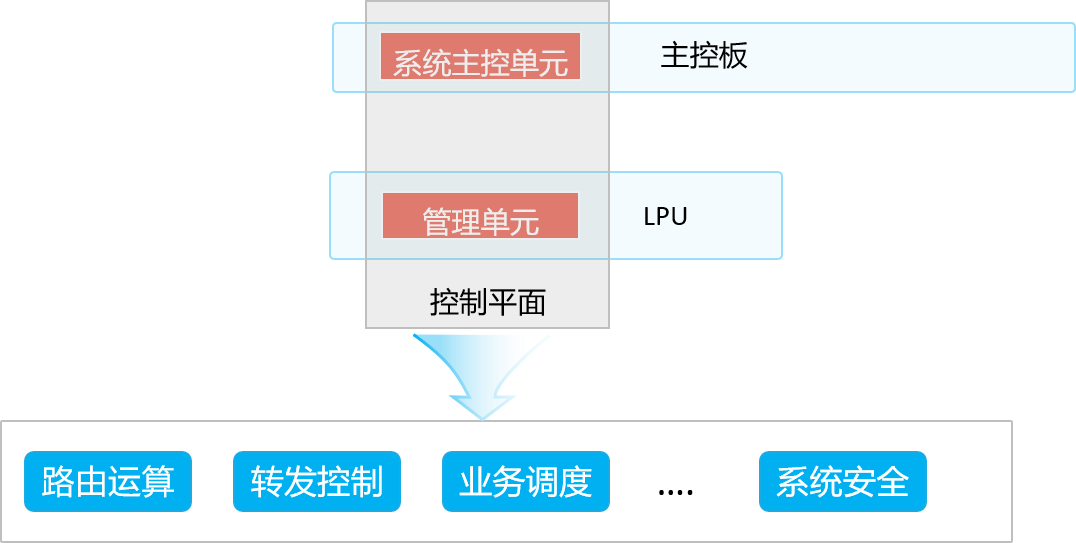 系统主控单元 主控板
管理单元 LPU
控制平面
路由运算 转发控制 业务调度 .... 系统安全